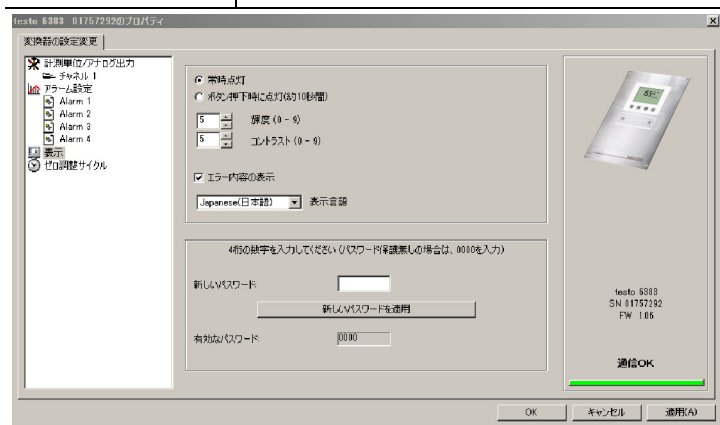 testo 6383  01757292のプロパティ
変換器の設定変更
計測単位/アナログ出力
チャネル 1
アラーム設定
Alarm 1
Alarm 2
Alarm 3
Alarm 4
表示
ゼロ調整サイクル
常時点灯
ボタン押下時に点灯(約10秒間)
5 輝度 (0 - 9)
5 コントラスト (0 - 9)
エラー内容の表示
Japanese(日本語) 表示言語
4桁の数字を入力してください (パスワード保護無しの場合は、0000を入力)
新しいパスワード:
新しいパスワードを適用
有効なパスワード: 0000
testo 6383
SN 01757292
FW 1.06
通信OK
OK キャンセル 適用(A)